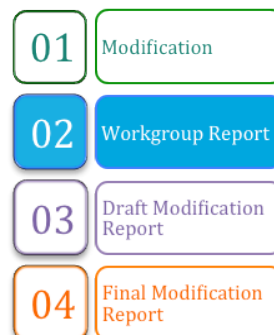 01
Modification
02
Workgroup Report
03
Draft Modification
Report
04
Final Modification
Report